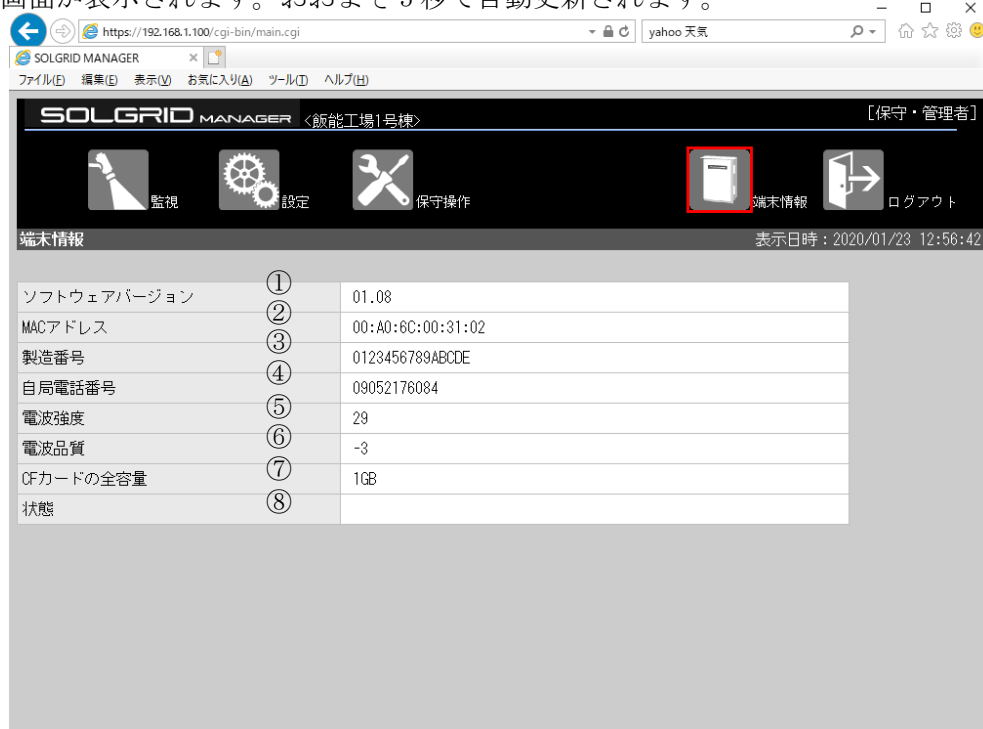 画面が表示されます。おおよそ5秒で自動更新されます。
https://192.168.1.100/cgi-bin/main.cgi
yahoo 天気
SOLGRID MANAGER
ファイル(F) 編集(E) 表示(V) お気に入り(A) ツール(T) ヘルプ(H)
SOLGRID MANAGER <飯能工場1号棟> [保守・管理者]
監視 設定 保守操作 端末情報 ログアウト
端末情報 表示日時：2020/01/23 12:56:42
ソフトウェアバージョン ① 01.08
MACアドレス ② 00:A0:6C:00:31:02
製造番号 ③ 0123456789ABCDE
自局電話番号 ④ 09052176084
電波強度 ⑤ 29
電波品質 ⑥ -3
CFカードの全容量 ⑦ 1GB
状態 ⑧